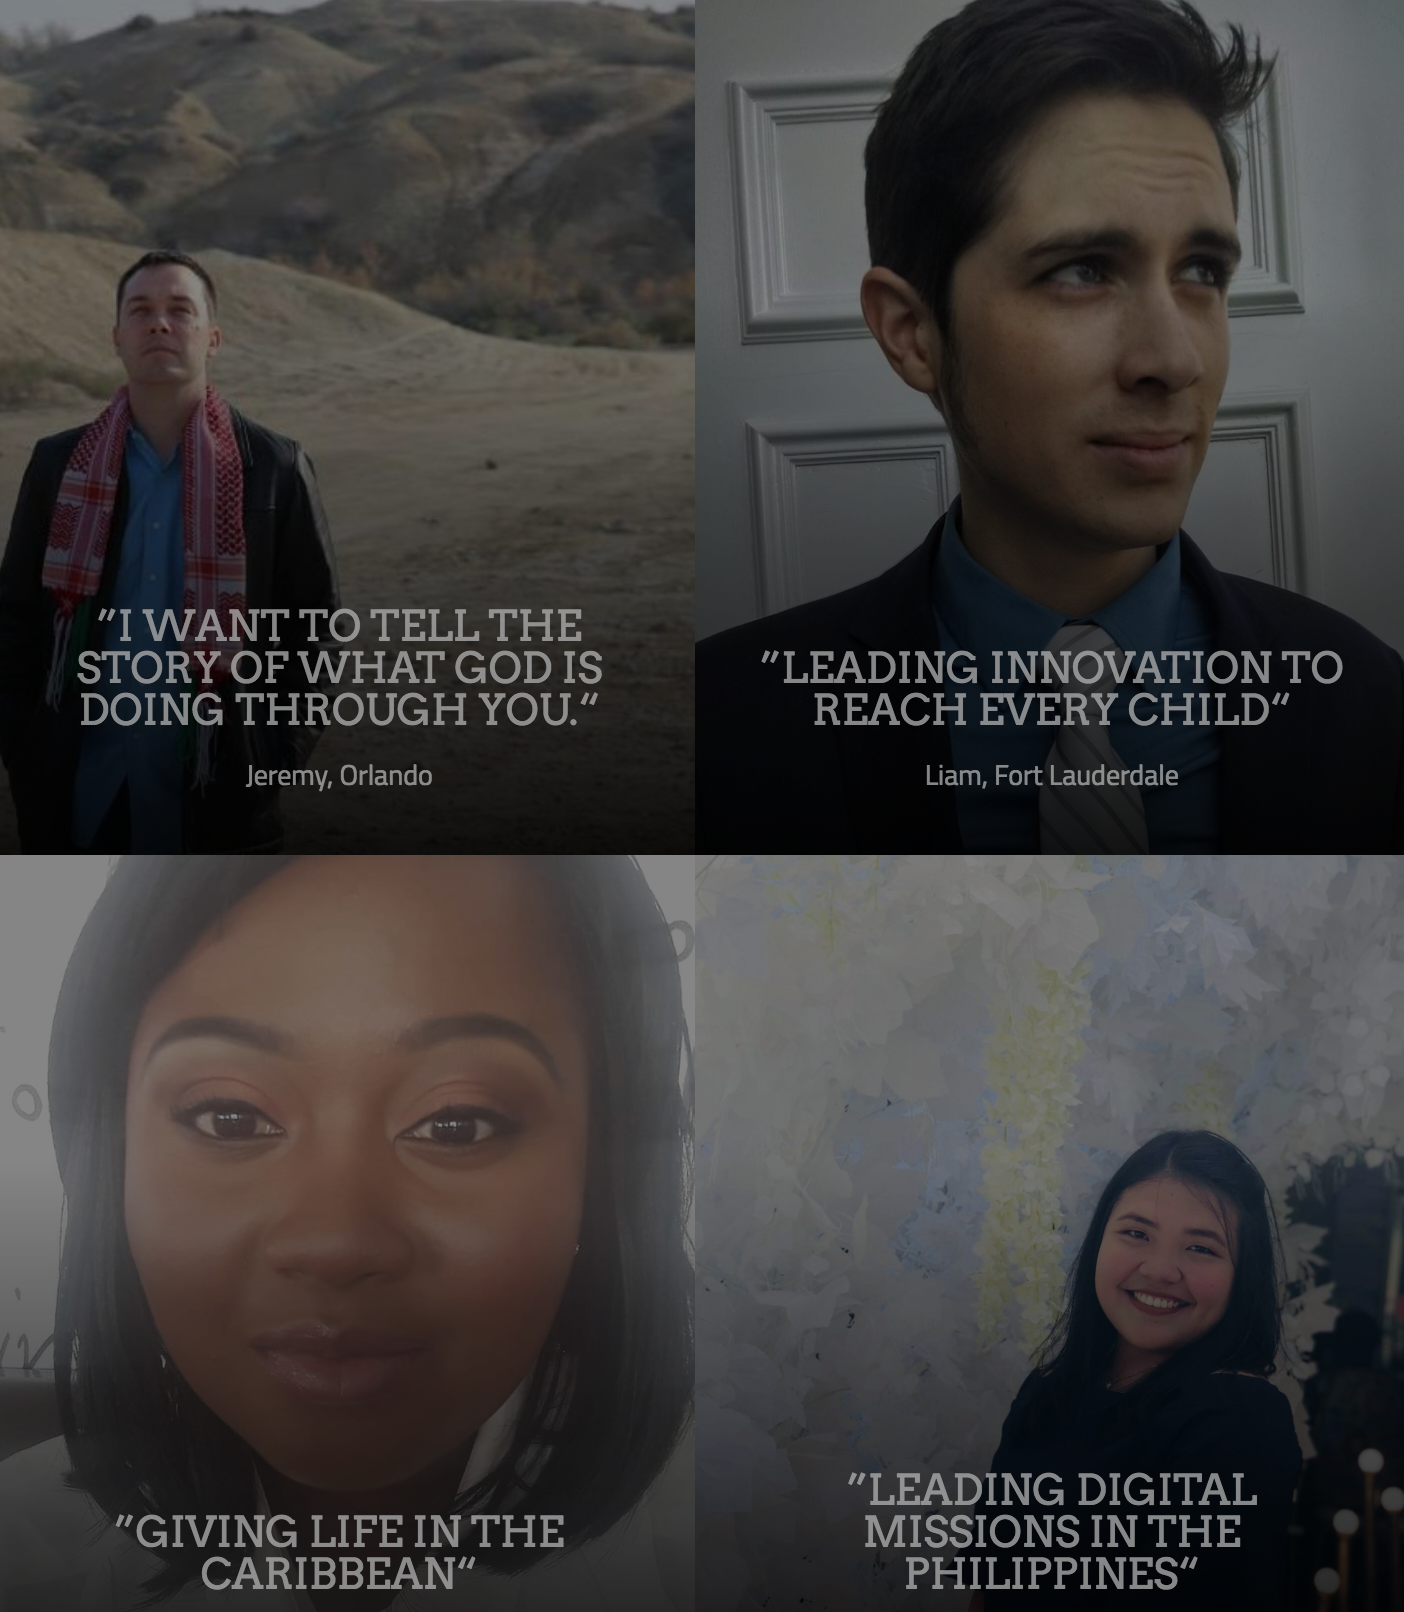 "I WANT TO TELL THE
STORY OF WHAT GOD IS
DOING THROUGH YOU."
Jeremy, Orlando
"LEADING INNOVATION TO
REACH EVERY CHILD"
Liam, Fort Lauderdale
"GIVING LIFE IN THE
CARIBBEAN"
"LEADING DIGITAL
MISSIONS IN THE
PHILIPPINES"